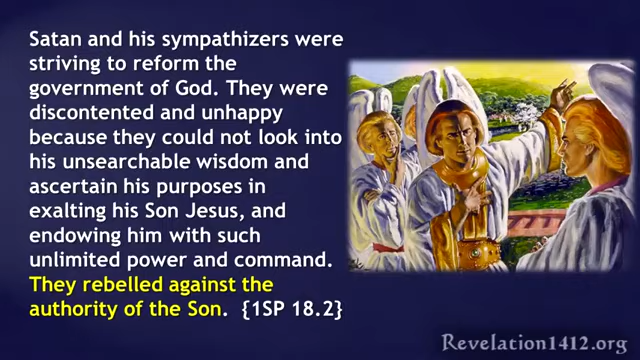 Satan and his sympathizers were
striving to reform the
government of God. They were
discontented and unhappy
because they could not look into
his unsearchable wisdom and
ascertain his purposes in
exalting his Son Jesus, and
endowing him with such
unlimited power and command.
They rebelled against the
authority of the Son. {1SP 18.2}
Revelation1412.org